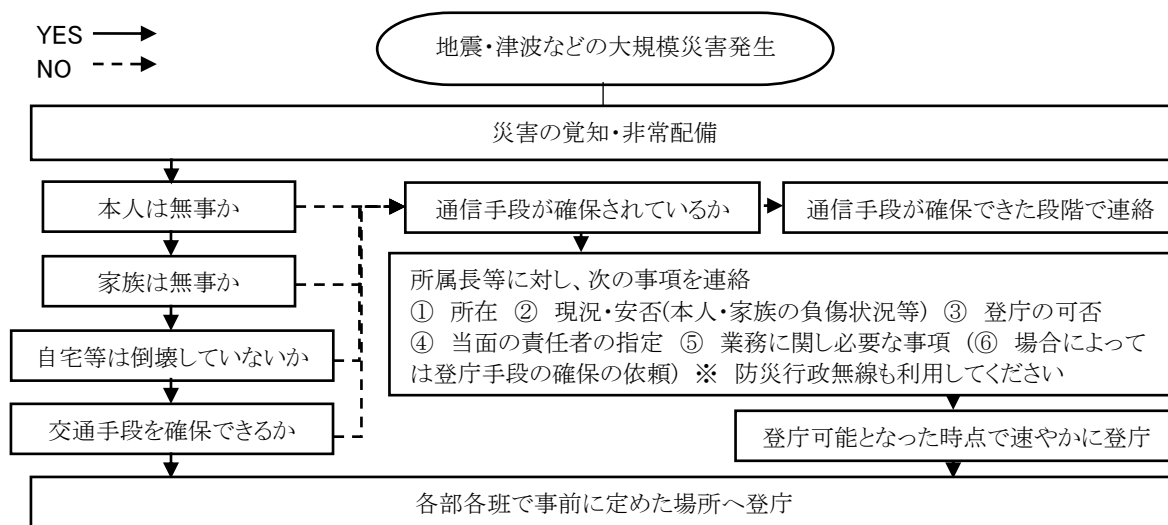 YES
NO
地震・津波などの大規模災害発生
災害の覚知・非常配備
本人は無事か
家族は無事か
自宅等は倒壊していないか
交通手段を確保できるか
通信手段が確保されているか
通信手段が確保できた段階で連絡
所属長等に対し、次の事項を連絡
① 所在 ② 現況・安否(本人・家族の負傷状況等) ③ 登庁の可否
④ 当面の責任者の指定 ⑤ 業務に関し必要な事項 (⑥ 場合によって
は登庁手段の確保の依頼) ※ 防災行政無線も利用してください
登庁可能となった時点で速やかに登庁
各部各班で事前に定めた場所へ登庁